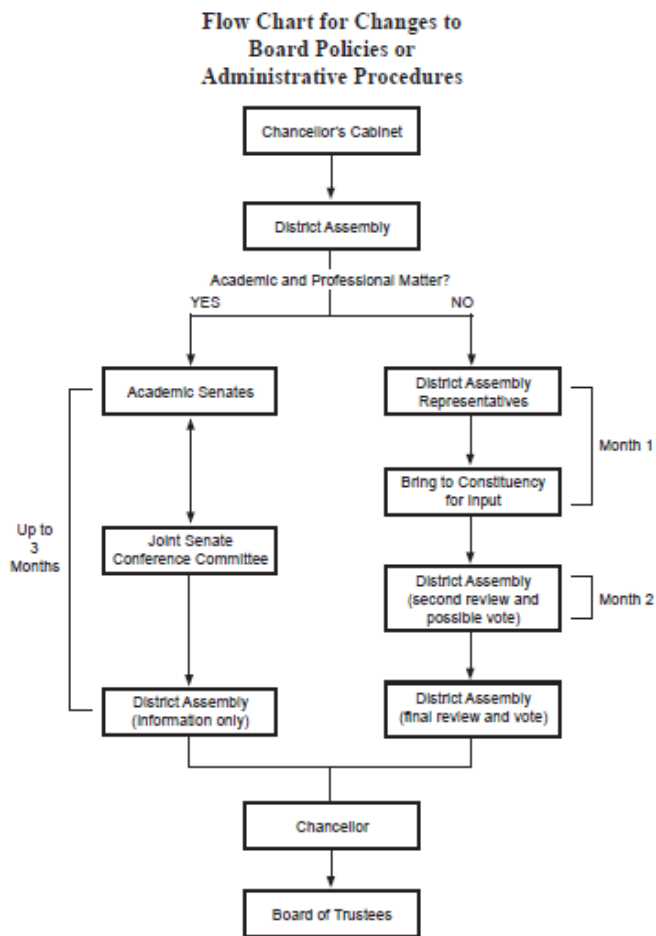 Flow Chart for Changes to
Board Policies or
Administrative Procedures
Chancellor's Cabinet
District Assembly
Academic and Professional Matter?
YES
NO
Academic Senates
District Assembly
Representatives
Month 1
Bring to Constituency
for Input
Up to
3
Months
Joint Senate
Conference Committee
District Assembly
(second review and
possible vote)
Month 2
District Assembly
(information only)
District Assembly
(final review and vote)
Chancellor
Board of Trustees